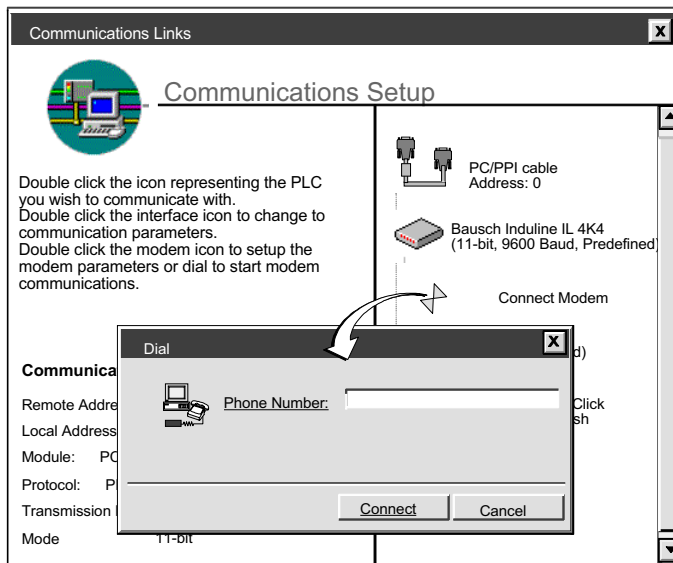 Communications Links
X
Communications Setup
Double click the icon representing the PLC
you wish to communicate with.
Double click the interface icon to change to
communication parameters.
Double click the modem icon to setup the
modem parameters or dial to start modem
communications.
PC/PPI cable
Address: 0
Bausch Induline IL 4K4
(11-bit, 9600 Baud, Predefined)
Connect Modem
d)
Click
sh
Communica
Remote Addre
Local Address
Module: PC
Protocol:
Transmission
Mode 11-bit
Dial
X
Phone Number:
Connect
Cancel